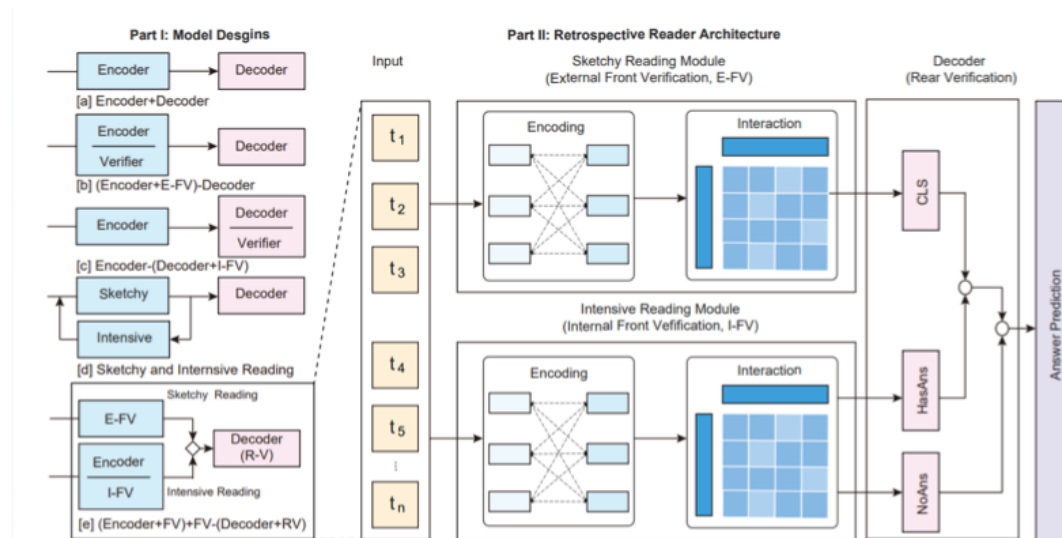 Part I: Model Desgins
Encoder
Decoder
[a] Encoder+Decoder
Encoder
Verifier
Decoder
[b] (Encoder+E-FV)-Decoder
Encoder
Decoder
Verifier
[c] Encoder-(Decoder+I-FV)
Sketchy
Decoder
Intensive
[d] Sketchy and Internsive Reading
Sketchy Reading
E-FV
Decoder
(R-V)
Encoder
I-FV
Intensive Reading
[e] (Encoder+FV)+FV-(Decoder+RV)
Part II: Retrospective Reader Architecture
Input
t1
t2
t3
t4
t5
⋮
tn
Sketchy Reading Module
(External Front Verification, E-FV)
Encoding
Interaction
Intensive Reading Module
(Internal Front Vefification, I-FV)
Encoding
Interaction
Decoder
(Rear Verification)
CLS
HasAns
NoAns
Answer Prediction